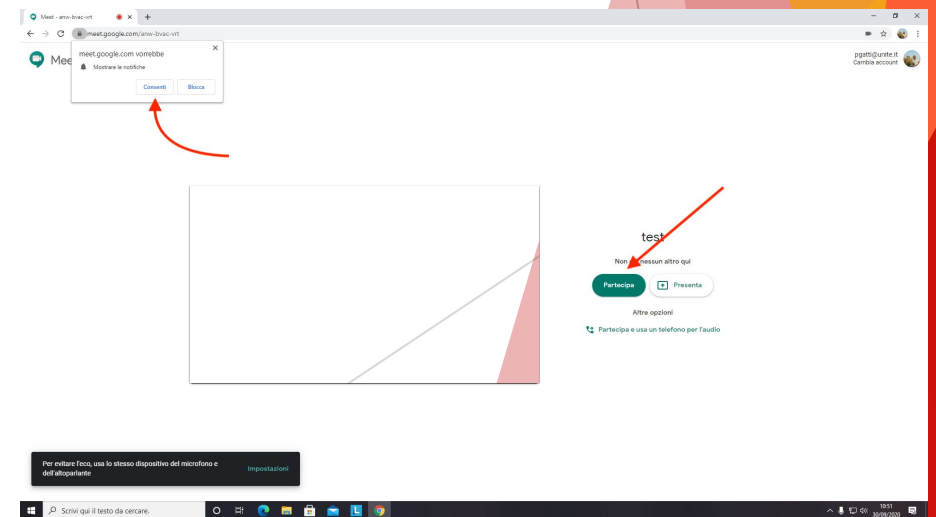 Meet - anw-bvac-vrt
meet.google.com/anw-bvac-vrt
meet.google.com vorrebbe
Mostrare le notifiche
Consenti Blocca
pgatti@unite.it
Cambia account
test
Non nessun altro qui
Partecipa Presenta
Altre opzioni
Partecipa e usa un telefono per l'audio
Per evitare l'eco, usa lo stesso dispositivo del microfono e
dell'altoparlante
Impostazioni
Scrivi qui il testo da cercare.
10:51
30/09/2020